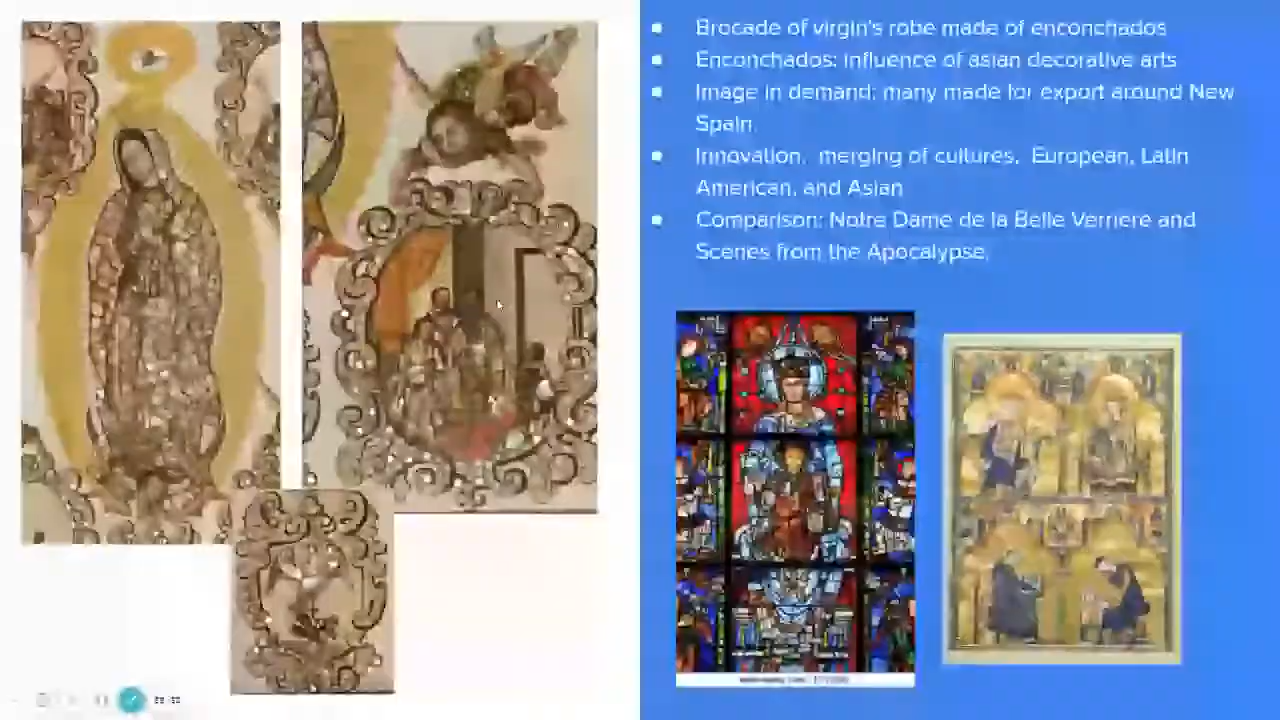 Brocade of virgin's robe made of enconchados
Enconchados: influence of asian decorative arts
Image in demand: many made for export around New
Spain.
Innovation, merging of cultures, European, Latin
American, and Asian
Comparison: Notre Dame de la Belle Verriere and
Scenes from the Apocalypse.